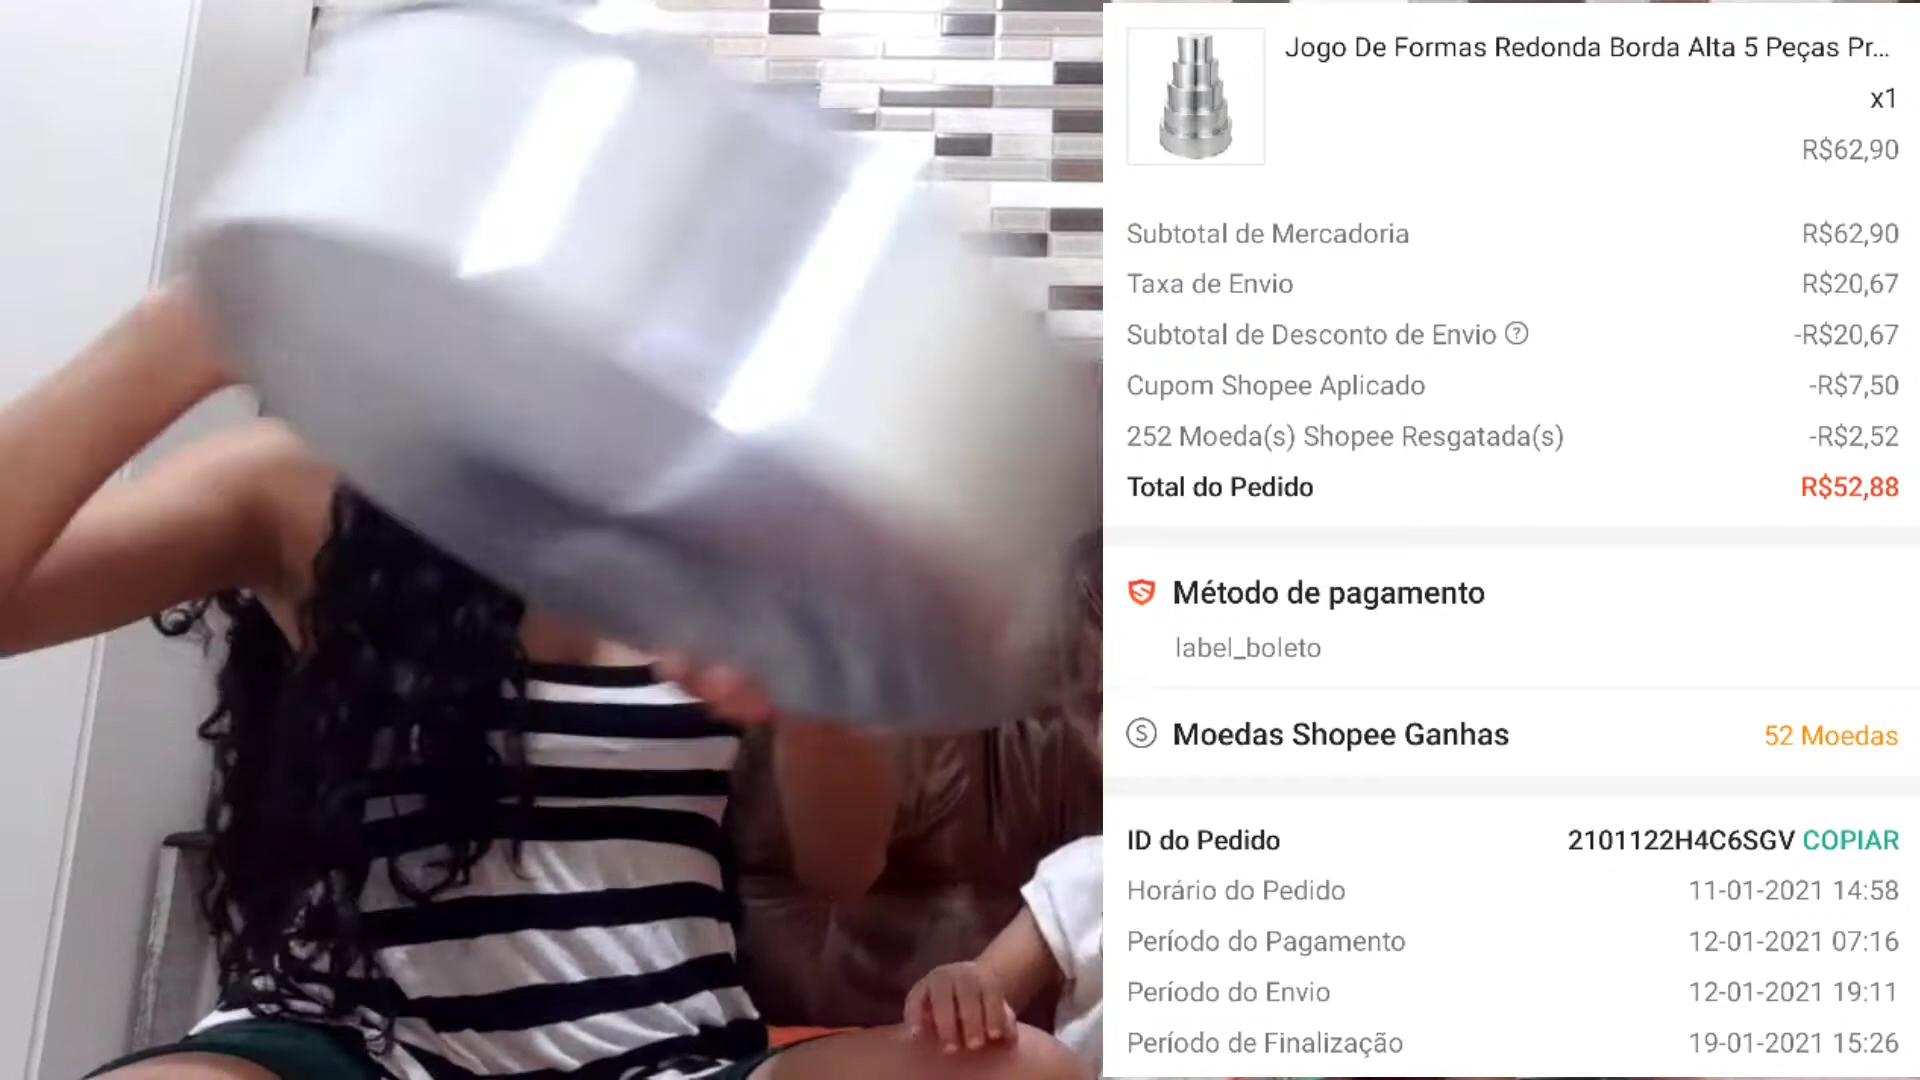 Jogo De Formas Redonda Borda Alta 5 Peças Pr...
x1
R$62,90
Subtotal de Mercadoria R$62,90
Taxa de Envio R$20,67
Subtotal de Desconto de Envio ? -R$20,67
Cupom Shopee Aplicado -R$7,50
252 Moeda(s) Shopee Resgatada(s) -R$2,52
Total do Pedido R$52,88
Método de pagamento
label_boleto
S Moedas Shopee Ganhas 52 Moedas
ID do Pedido 2101122H4C6SGV COPIAR
Horário do Pedido 11-01-2021 14:58
Período do Pagamento 12-01-2021 07:16
Período do Envio 12-01-2021 19:11
Período de Finalização 19-01-2021 15:26